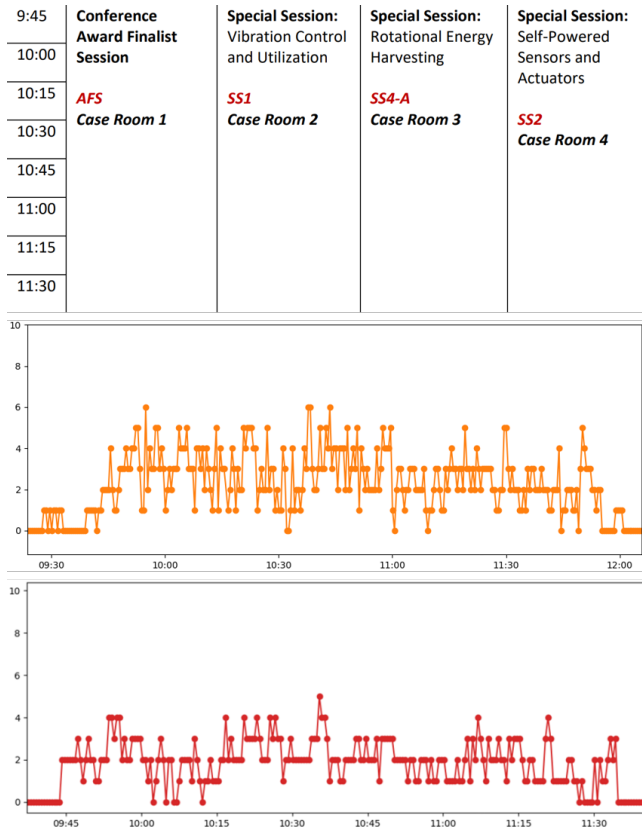 9:45
10:00
10:15
10:30
10:45
11:00
11:15
11:30
Conference
Award Finalist
Session
AFS
Case Room 1
Special Session:
Vibration Control
and Utilization
SS1
Case Room 2
Special Session:
Rotational Energy
Harvesting
SS4-A
Case Room 3
Special Session:
Self-Powered
Sensors and
Actuators
SS2
Case Room 4
10
8
6
4
2
0
09:30 10:00 10:30 11:00 11:30 12:00
10
8
6
4
2
0
09:45 10:00 10:15 10:30 10:45 11:00 11:15 11:30